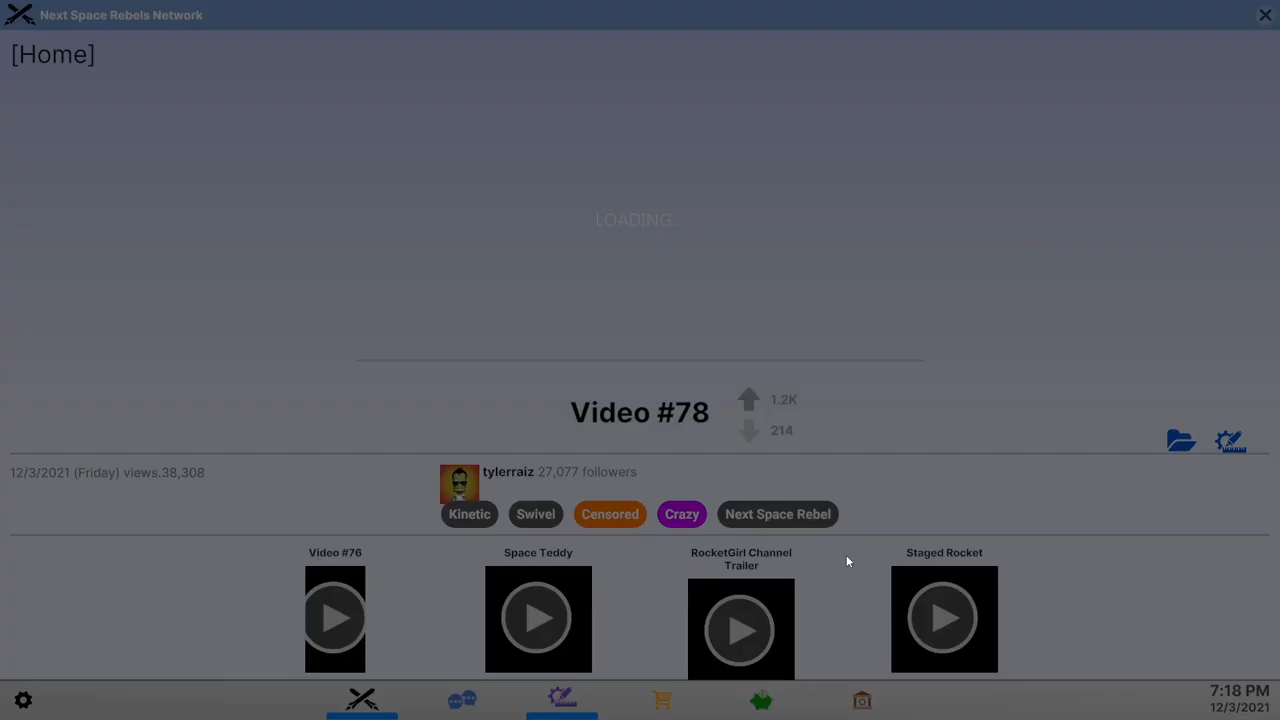 Next Space Rebels Network
[Home]
LOADING..
Video #78
1.2K
214
12/3/2021 (Friday) views.38,308
tylerraiz 27,077 followers
Kinetic
Swivel
Censored
Crazy
Next Space Rebel
Video #76
Space Teddy
RocketGirl Channel
Trailer
Staged Rocket
7:18 PM
12/3/2021